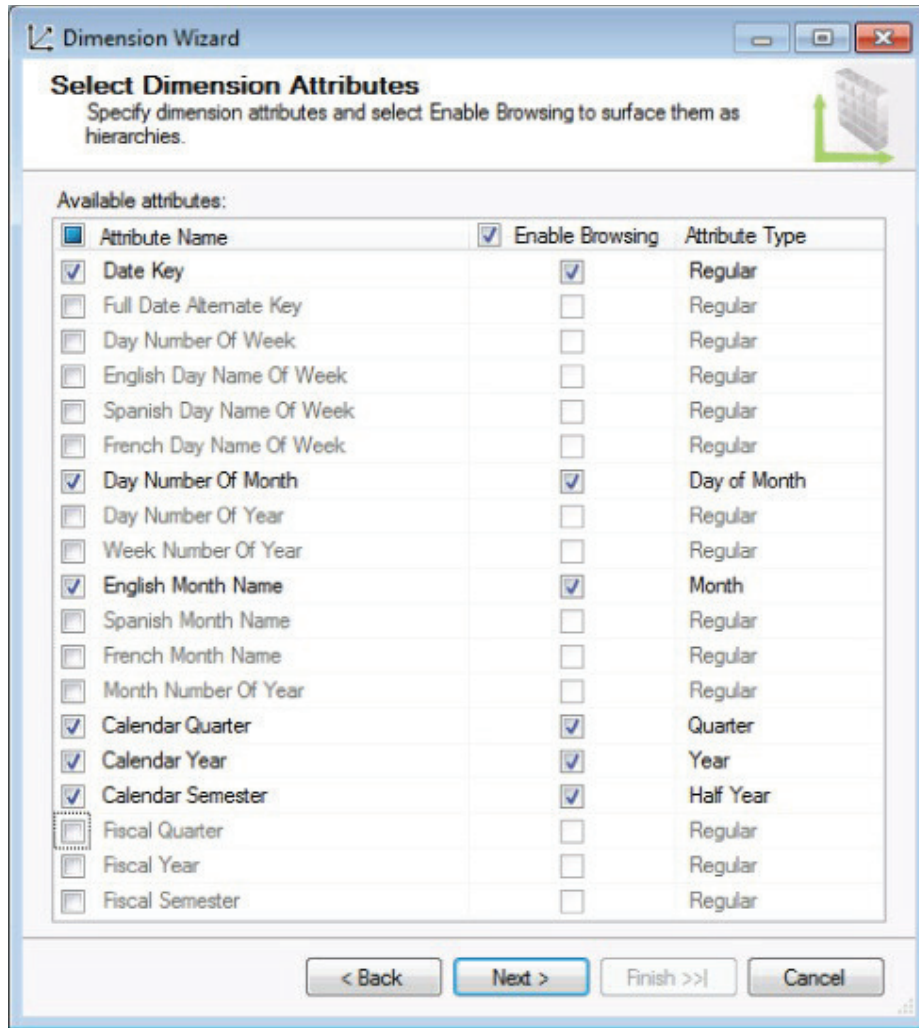 Dimension Wizard
Select Dimension Attributes
Specify dimension attributes and select Enable Browsing to surface them as
hierarchies.
Available attributes:
Attribute Name Enable Browsing Attribute Type
Date Key Regular
Full Date Alternate Key Regular
Day Number Of Week Regular
English Day Name Of Week Regular
Spanish Day Name Of Week Regular
French Day Name Of Week Regular
Day Number Of Month Day of Month
Day Number Of Year Regular
Week Number Of Year Regular
English Month Name Month
Spanish Month Name Regular
French Month Name Regular
Month Number Of Year Regular
Calendar Quarter Quarter
Calendar Year Year
Calendar Semester Half Year
Fiscal Quarter Regular
Fiscal Year Regular
Fiscal Semester Regular
< Back Next > Finish >>| Cancel